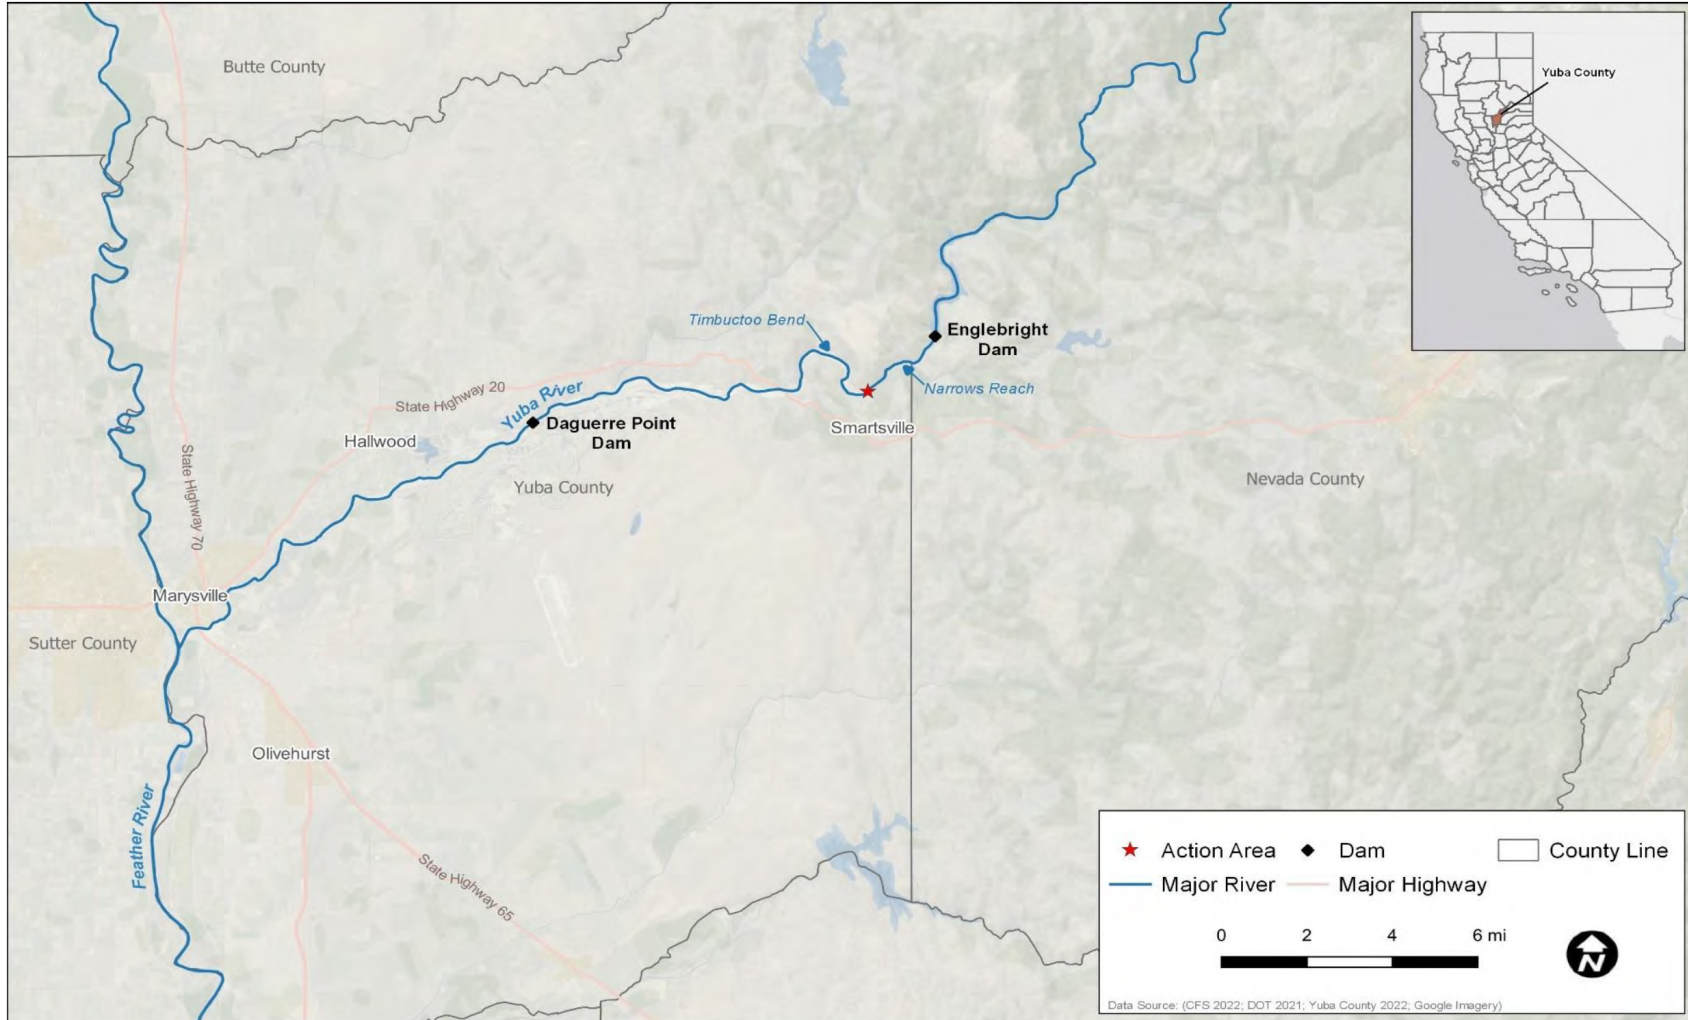 Butte County
Yuba County
Timbuctoo Bend
Englebright
Dam
Narrows Reach
State Highway 20
Yuba River
Daguerre Point
Dam
Smartsville
Hallwood
State Highway 70
Yuba County
Nevada County
Marysville
Sutter County
Olivehurst
Feather River
State Highway 65
Action Area
Dam
County Line
Major River
Major Highway
0 2 4 6 mi
N
Data Source: (CFS 2022; DOT 2021; Yuba County 2022; Google Imagery)